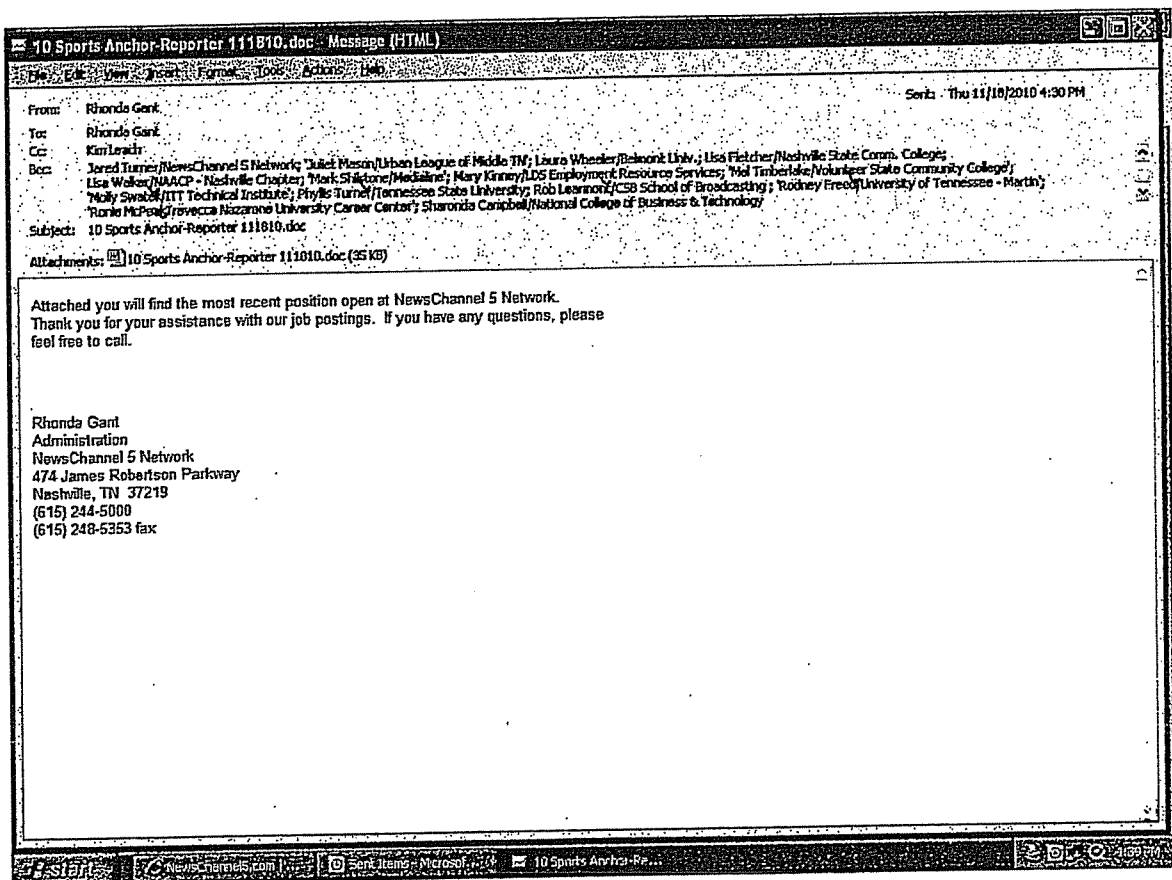 10 Sports Anchor-Reporter 111810.doc - Message (HTML)
File Edit View Insert Format Tools Actions Help
Sent: Thu 11/18/2010 4:30 PM
From: Rhonda Gant
To: Rhonda Gant
Cc: Kim Leach
Bcc: Jared Turner/NewsChannel 5 Network; 'Juliet Mason/Urban League of Middle TN'; Laura Wheeler/Belmont Univ.; Lisa Fletcher/Nashville State Comm. College;
Lisa Walker/NAACP - Nashville Chapter; 'Mark /Medialine'; Mary Kinney/LDS Employment Resource Services; 'Mel Timberlake/Volunteer State Community College';
'Molly /ITT Technical Institute'; Phyllis Turner/Tennessee State University; Rob /CSB School of Broadcasting; 'Rodney Freed/University of Tennessee - Martin';
/Trevecca Nazarene University Career Center'; Sharonda Campbell/National College of Business & Technology
Subject: 10 Sports Anchor-Reporter 111810.doc
Attachments: 10 Sports Anchor-Reporter 111810.doc (35 KB)
Attached you will find the most recent position open at NewsChannel 5 Network.
Thank you for your assistance with our job postings. If you have any questions, please
feel free to call.
Rhonda Gant
Administration
NewsChannel 5 Network
474 James Robertson Parkway
Nashville, TN 37219
(615) 244-5000
(615) 248-5353 fax
start NewsChannel5.com Sent Items - Microsof... 10 Sports Anchor-Re...